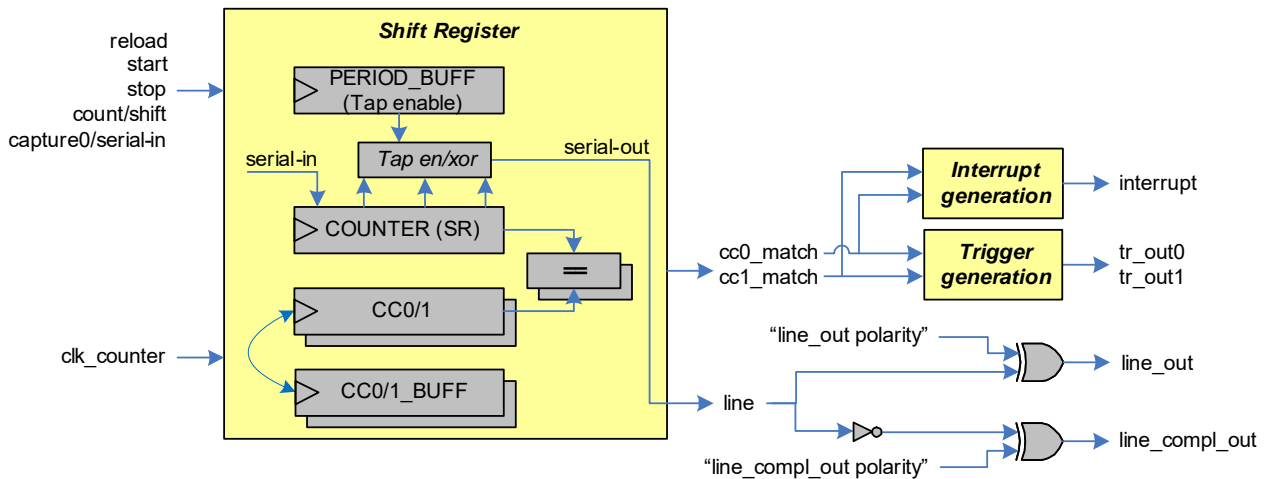 Shift Register
reload
start
stop
count/shift
capture0/serial-in
PERIOD_BUFF
(Tap enable)
serial-in
Tap en/xor
serial-out
COUNTER (SR)
=
CC0/1
CC0/1_BUFF
clk_counter
Interrupt
generation
interrupt
cc0_match
cc1_match
Trigger
generation
tr_out0
tr_out1
“line_out polarity”
line_out
line
line_compl_out
“line_compl_out polarity”